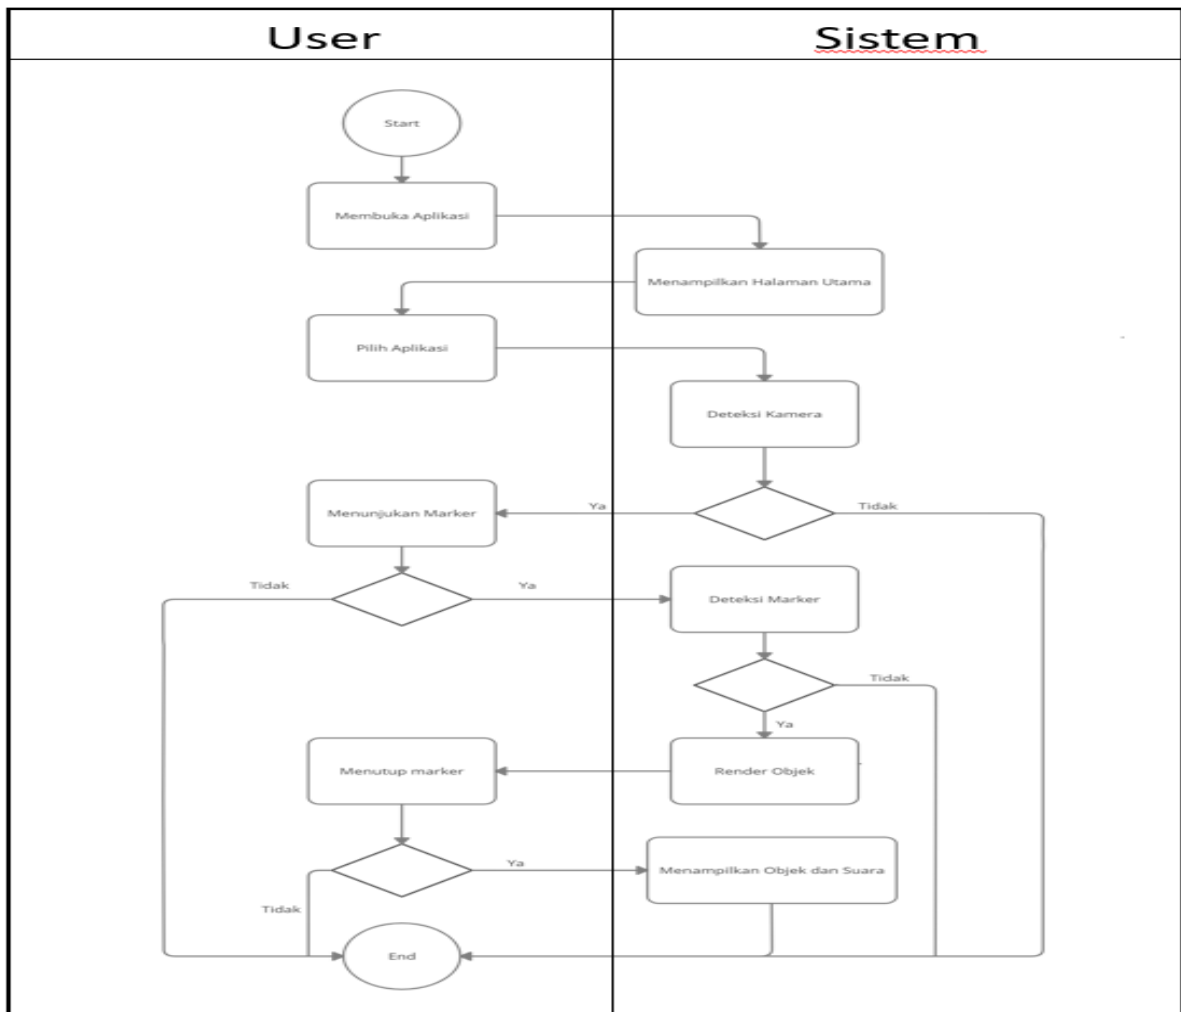 User
Sistem
Start
Membuka Aplikasi
Menampilkan Halaman Utama
Pilih Aplikasi
Deteksi Kamera
Menunjukan Marker
Ya
Tidak
Tidak
Ya
Deteksi Marker
Tidak
Ya
Menutup marker
Render Objek
Ya
Menampilkan Objek dan Suara
Tidak
End